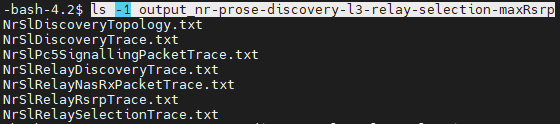 -bash-4.2$ ls -1 output_nr-prose-discovery-l3-relay-selection-maxRsrp
NrSlDiscoveryTopology.txt
NrSlDiscoveryTrace.txt
NrSlPc5SignallingPacketTrace.txt
NrSlRelayDiscoveryTrace.txt
NrSlRelayNasRxPacketTrace.txt
NrSlRelayRsrpTrace.txt
NrSlRelaySelectionTrace.txt